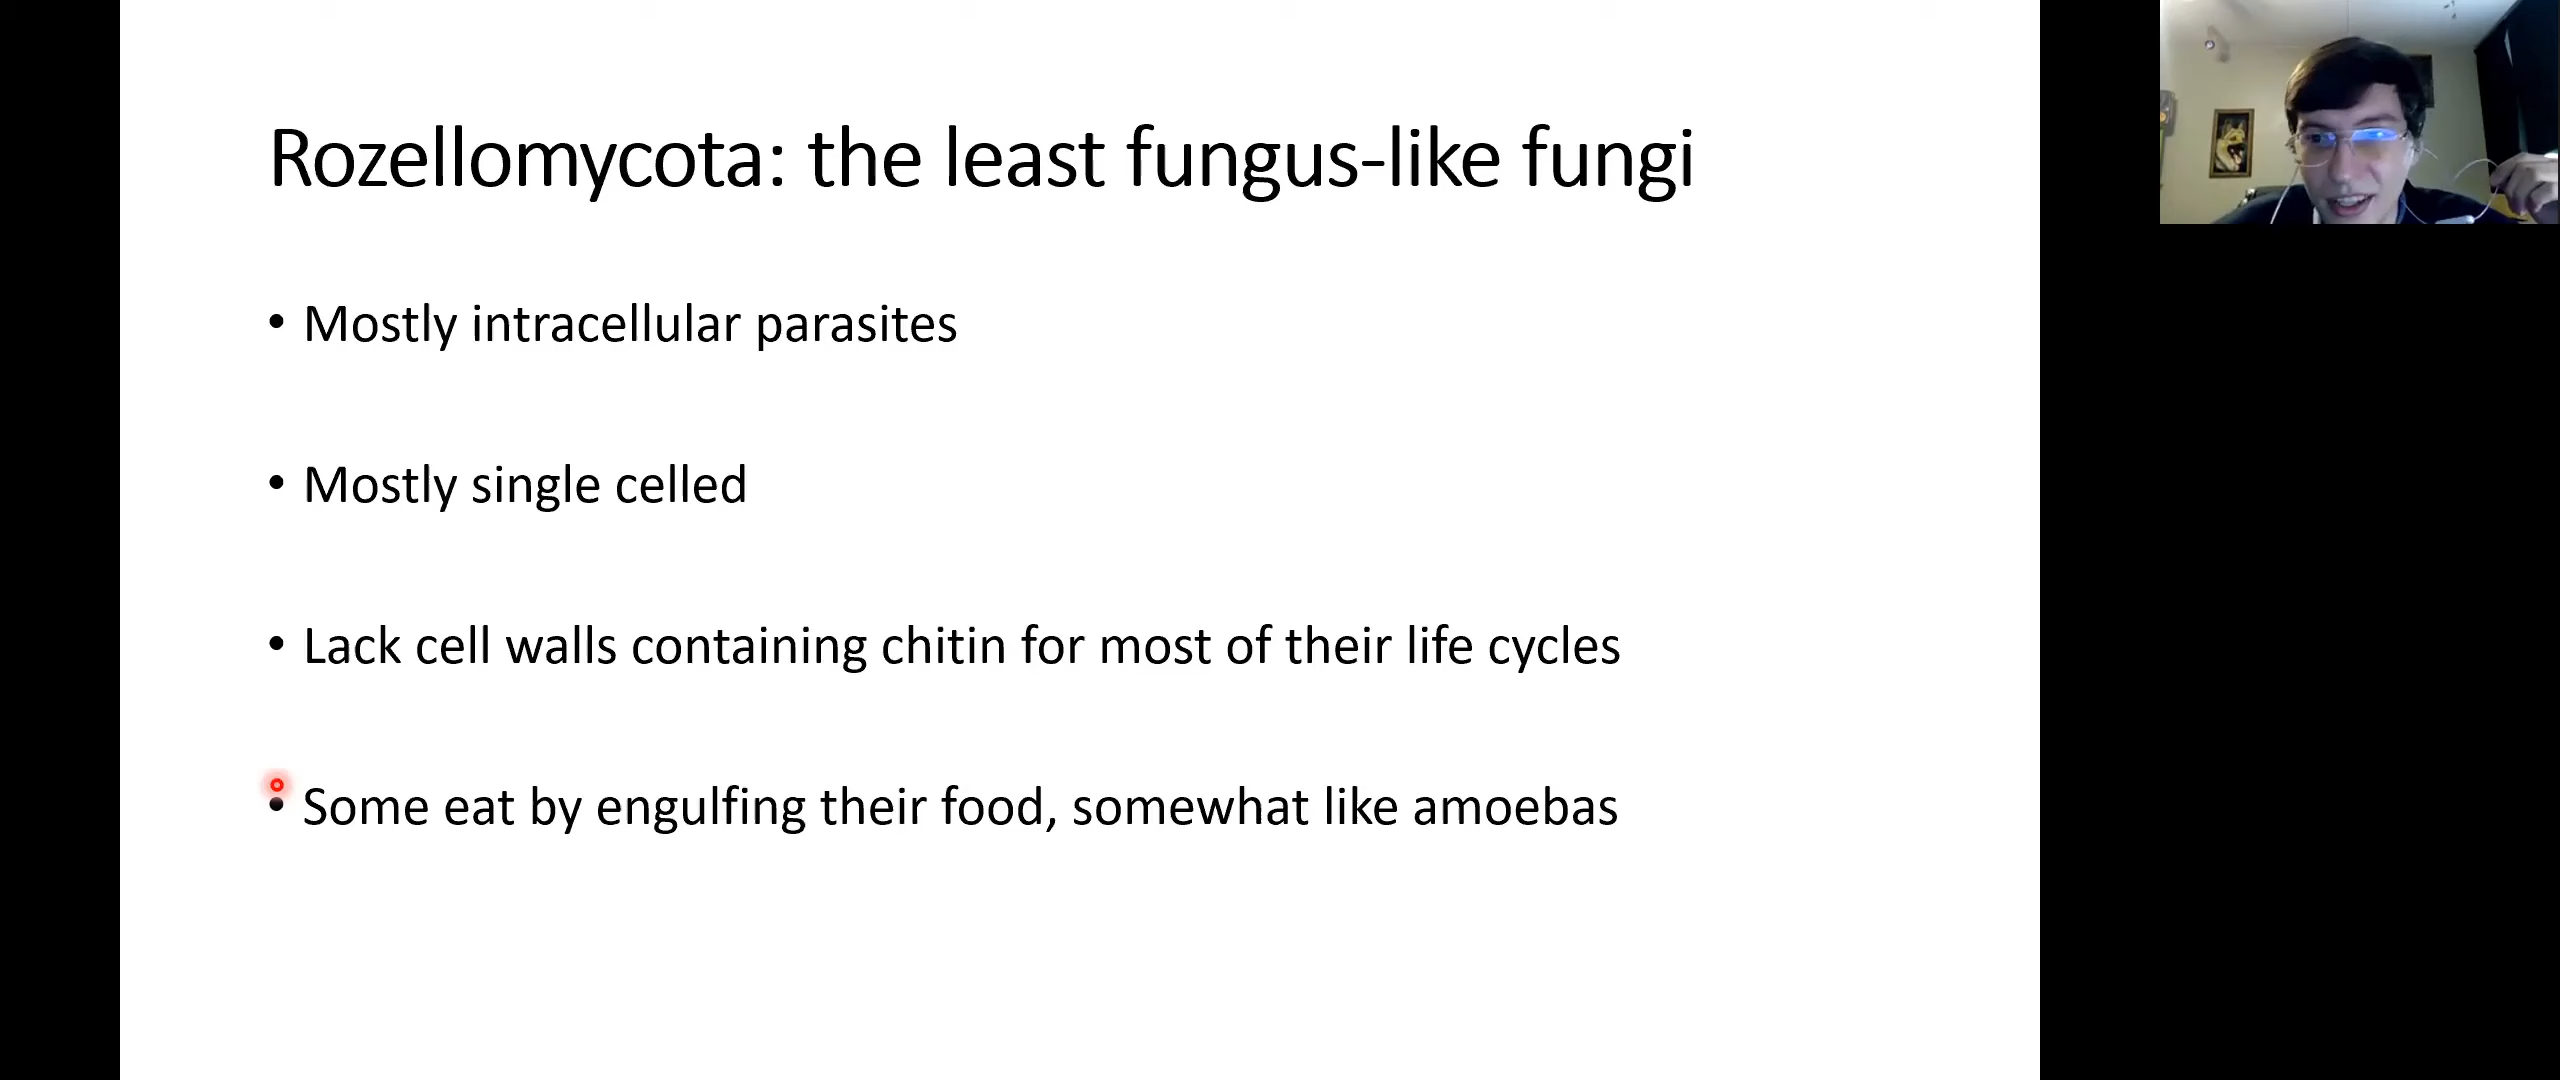 Rozellomycota: the least fungus-like fungi
• Mostly intracellular parasites
• Mostly single celled
• Lack cell walls containing chitin for most of their life cycles
• Some eat by engulfing their food, somewhat like amoebas